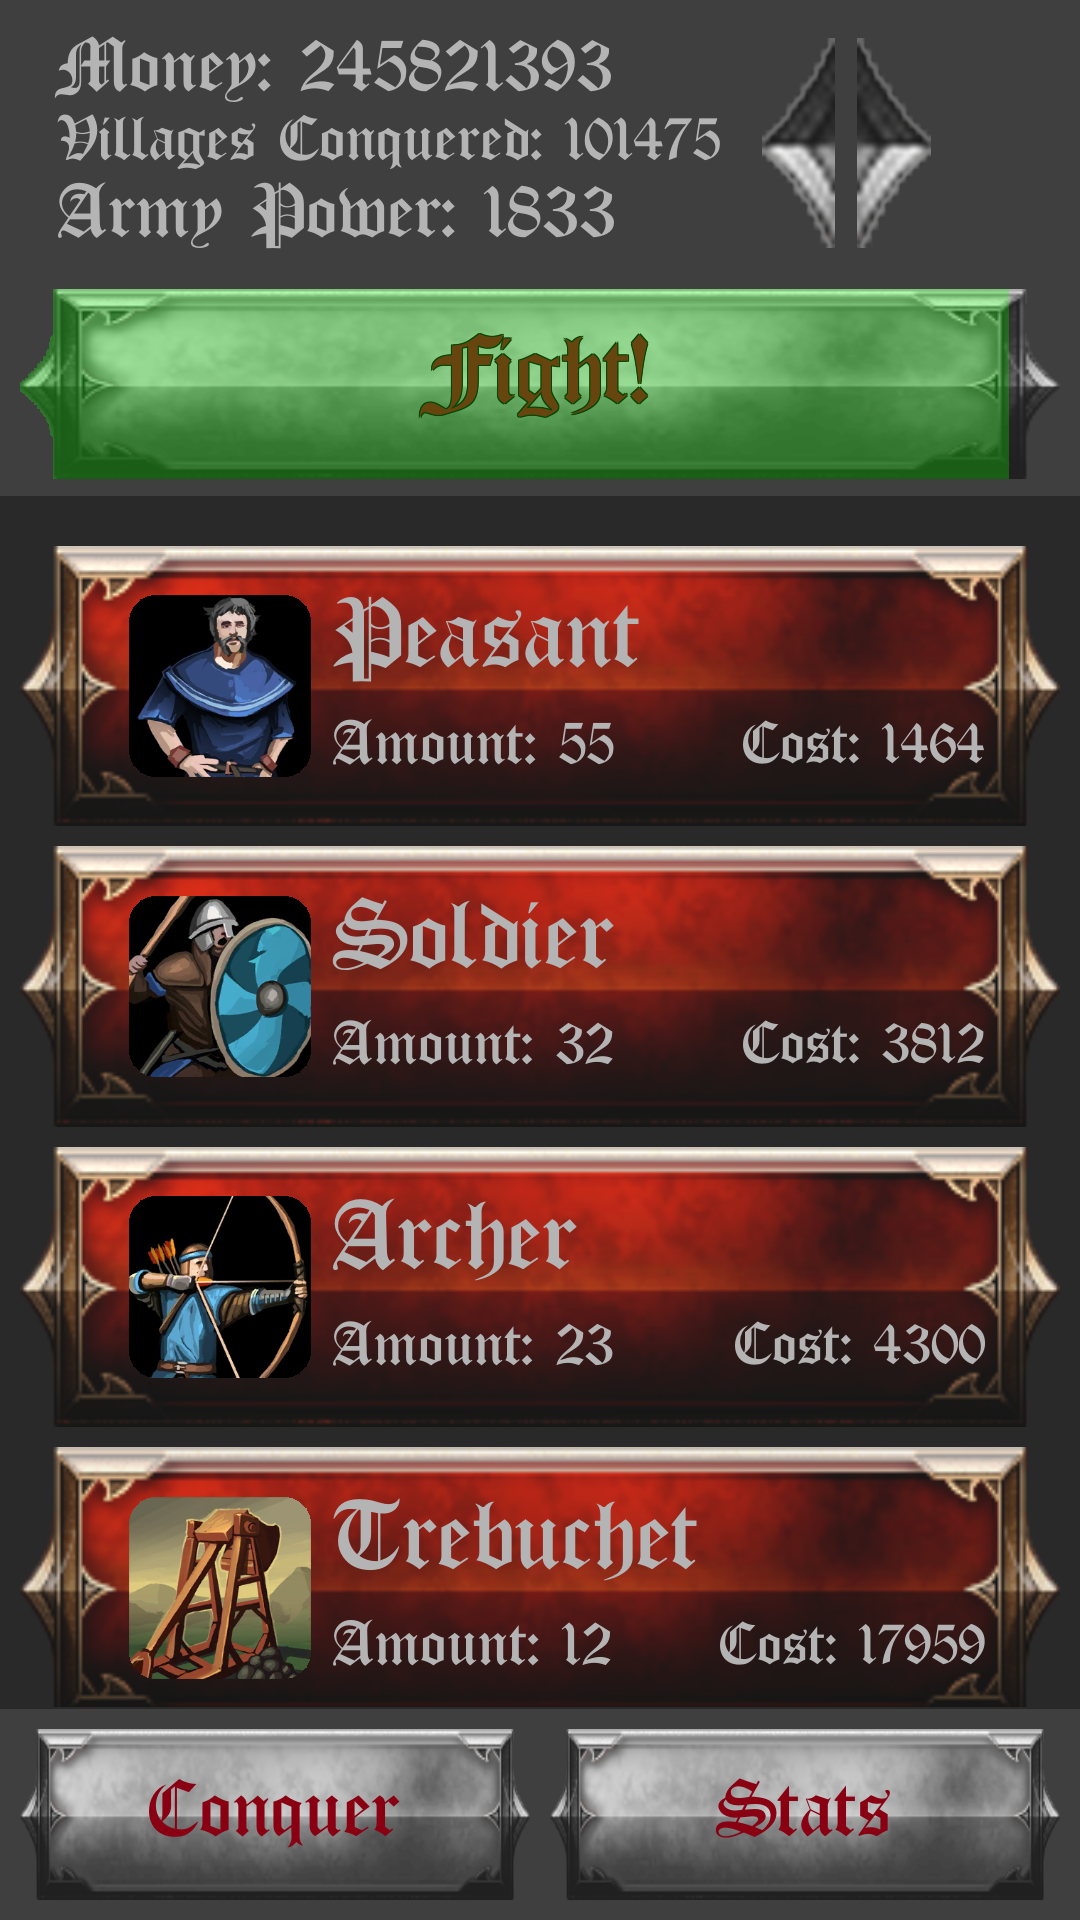 Money: 245821393
Villages Conquered: 101475
Army Power: 1833
Fight!
Peasant
Amount: 55 Cost: 1464
Soldier
Amount: 32 Cost: 3812
Archer
Amount: 23 Cost: 4300
Trebuchet
Amount: 12 Cost: 17959
Conquer Stats